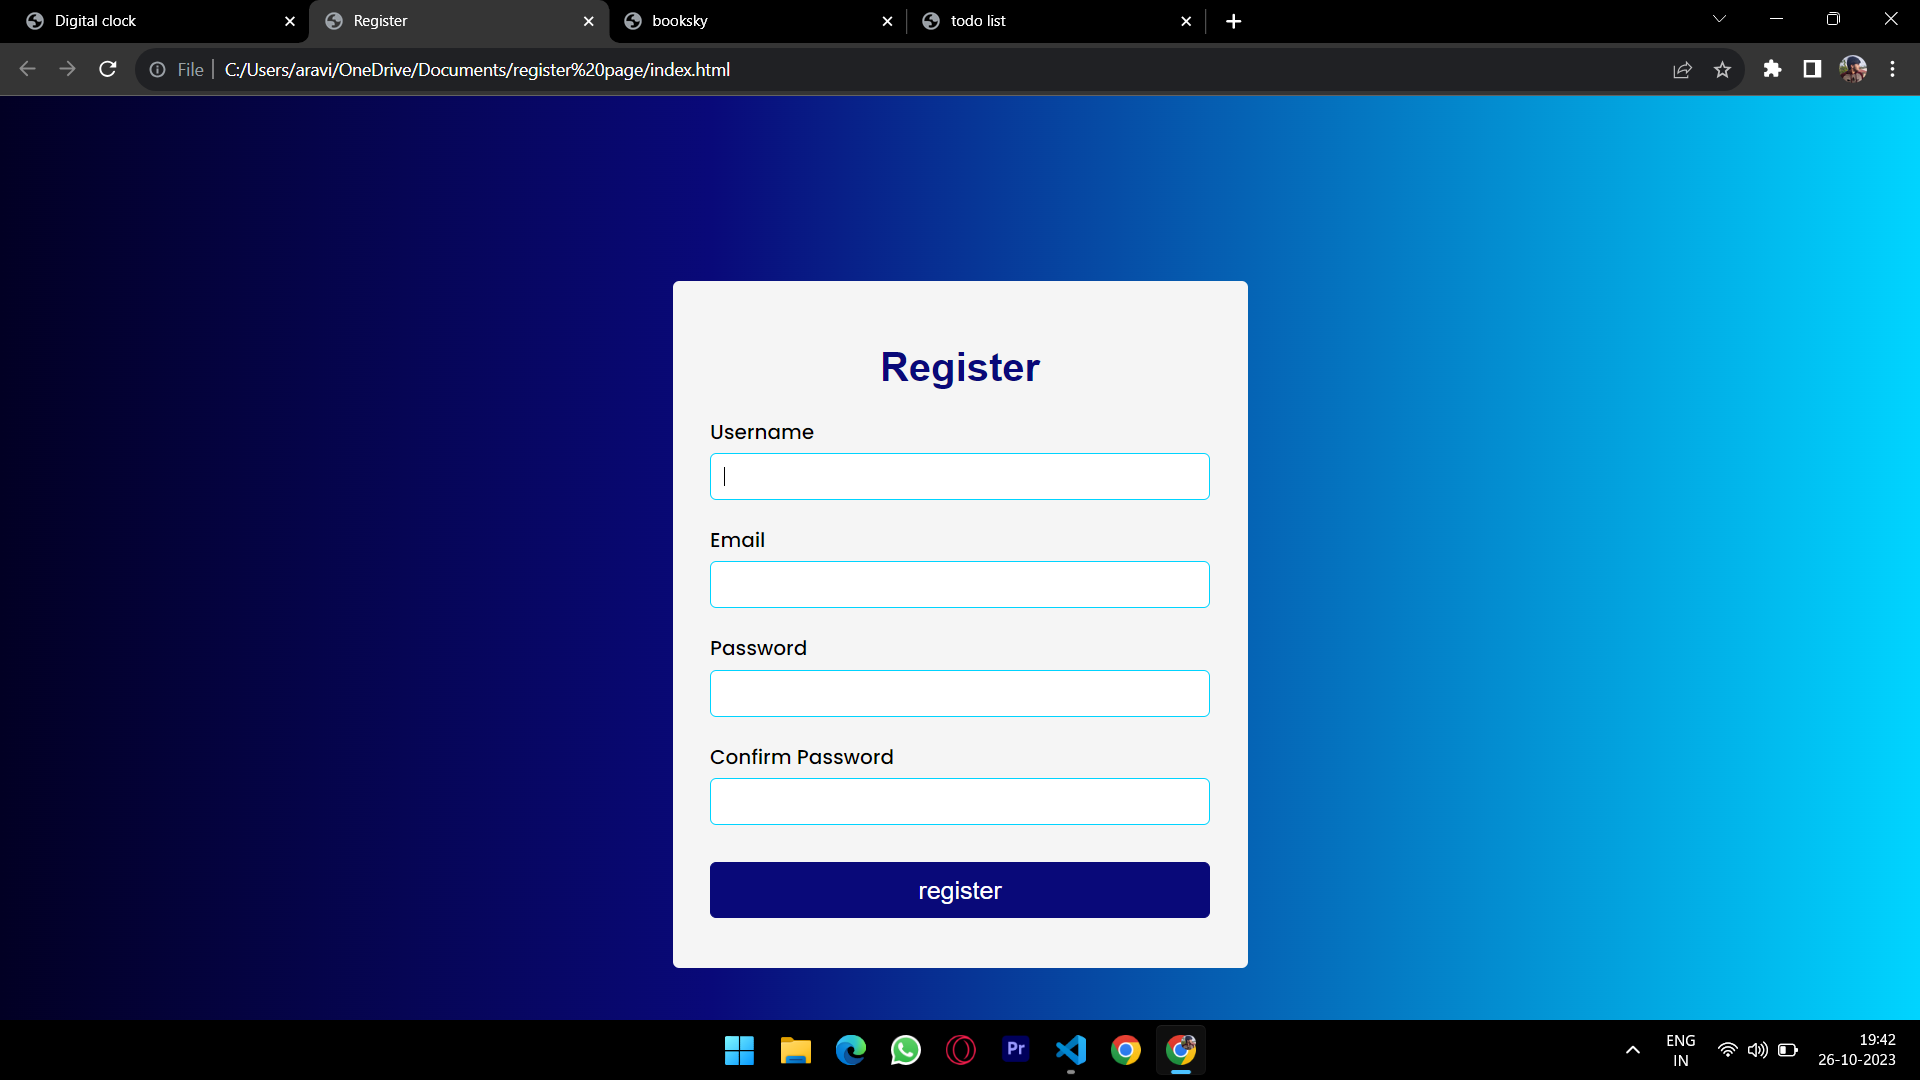 Digital clock
Register
booksky
todo list
File
C:/Users/aravi/OneDrive/Documents/register%20page/index.html
Register
Username
Email
Password
Confirm Password
register
Pr
ENG
IN
19:42
26-10-2023